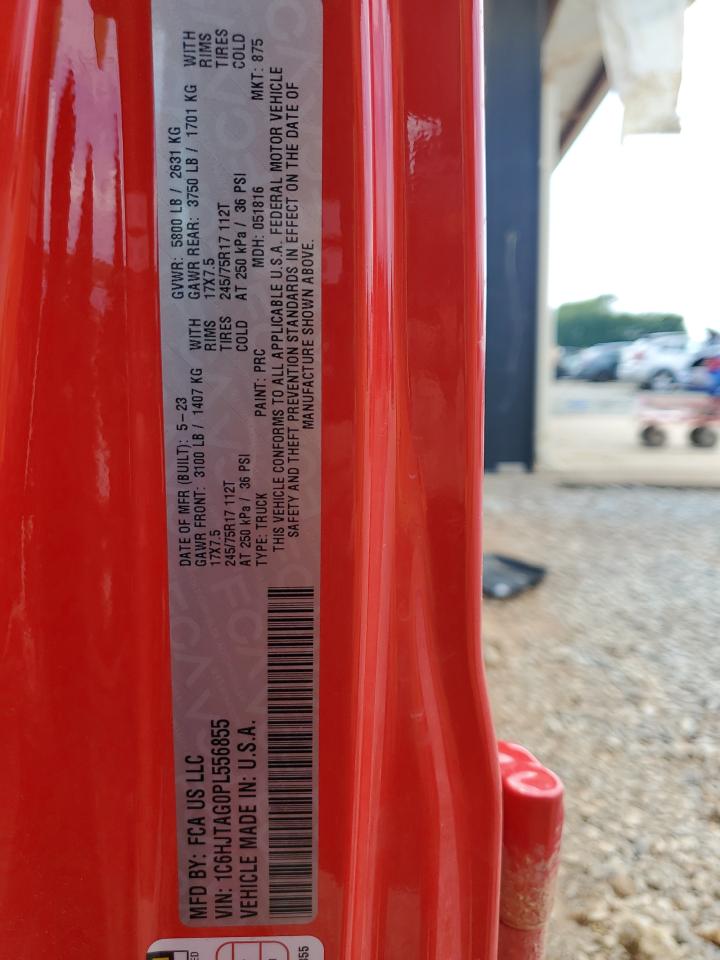 MFD BY: FCA US LLC
VIN: 1C6HJTAG0PL556855
VEHICLE MADE IN: U.S.A.
DATE OF MFR (BUILT): 5-23 GVWR: 5800 LB / 2631 KG
GAWR FRONT: 3100 LB / 1407 KG WITH GAWR REAR: 3750 LB / 1701 KG WITH
17X7.5 RIMS 17X7.5 RIMS
245/75R17 112T TIRES 245/75R17 112T TIRES
AT 250 kPa / 36 PSI COLD AT 250 kPa / 36 PSI COLD
TYPE: TRUCK PAINT: PRC MDH: 051816 MKT: 875
THIS VEHICLE CONFORMS TO ALL APPLICABLE U.S.A. FEDERAL MOTOR VEHICLE
SAFETY AND THEFT PREVENTION STANDARDS IN EFFECT ON THE DATE OF
MANUFACTURE SHOWN ABOVE.